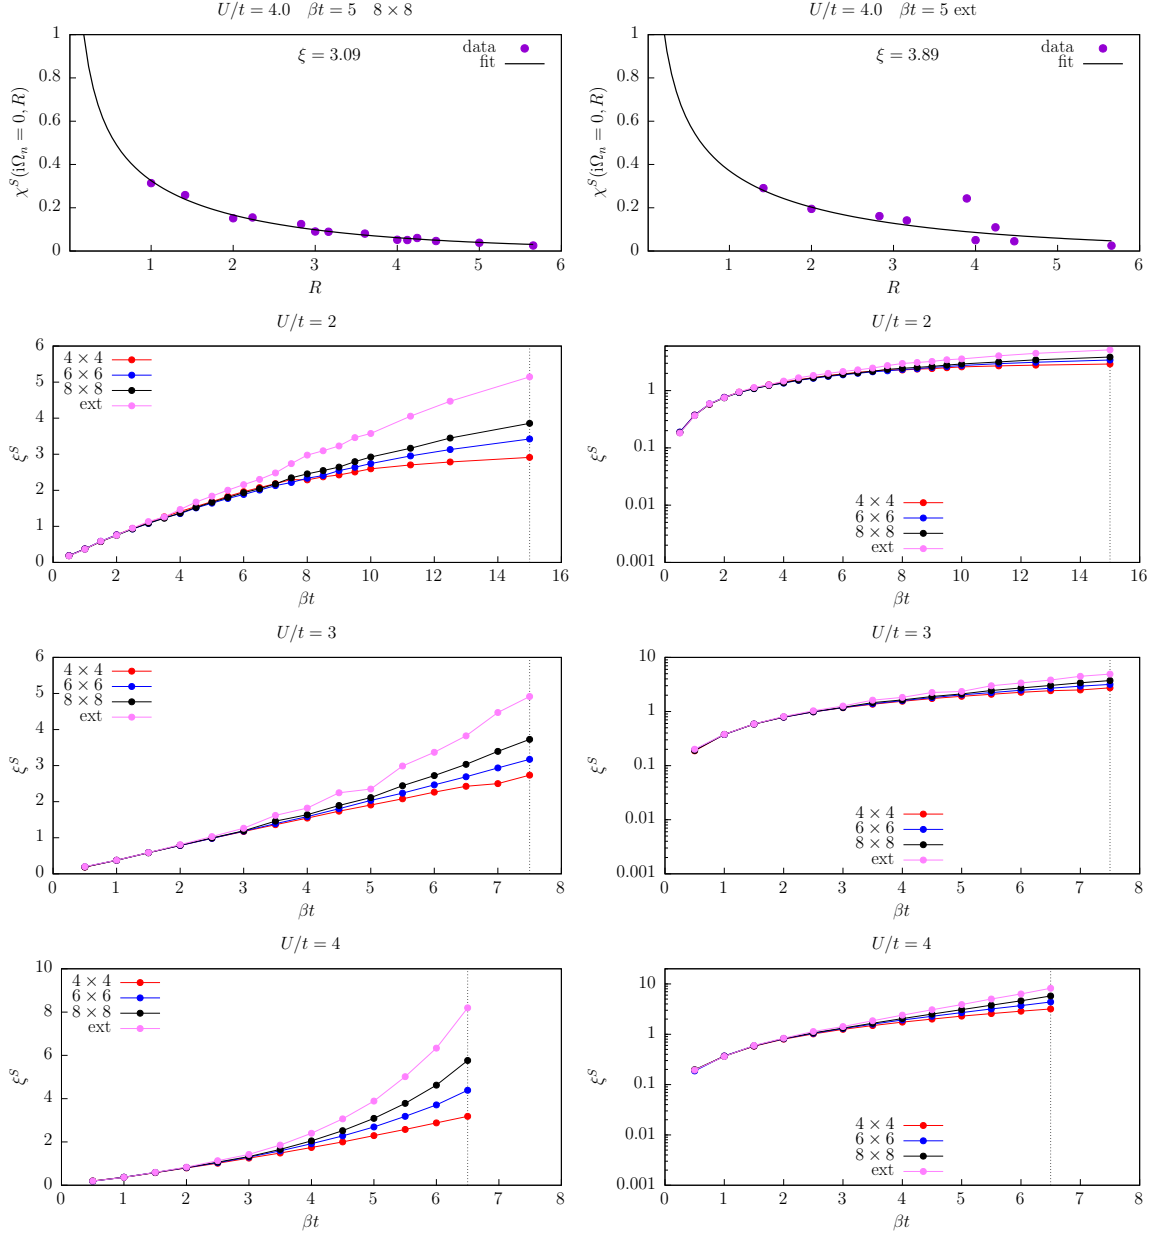 U/t = 4.0 βt = 5 8 × 8
ξ = 3.09
data
fit
χ^S(iΩ_n = 0, R)
0
0.2
0.4
0.6
0.8
1
1 2 3 4 5 6
R
U/t = 4.0 βt = 5 ext
ξ = 3.89
data
fit
χ^S(iΩ_n = 0, R)
0
0.2
0.4
0.6
0.8
1
1 2 3 4 5 6
R
U/t = 2
4 × 4
6 × 6
8 × 8
ext
ξ^S
0
1
2
3
4
5
6
0 2 4 6 8 10 12 14 16
βt
U/t = 2
4 × 4
6 × 6
8 × 8
ext
ξ^S
0.001
0.01
0.1
1
0 2 4 6 8 10 12 14 16
βt
U/t = 3
4 × 4
6 × 6
8 × 8
ext
ξ^S
0
1
2
3
4
5
6
0 1 2 3 4 5 6 7 8
βt
U/t = 3
4 × 4
6 × 6
8 × 8
ext
ξ^S
0.001
0.01
0.1
1
10
0 1 2 3 4 5 6 7 8
βt
U/t = 4
4 × 4
6 × 6
8 × 8
ext
ξ^S
0
2
4
6
8
10
0 1 2 3 4 5 6 7 8
βt
U/t = 4
4 × 4
6 × 6
8 × 8
ext
ξ^S
0.001
0.01
0.1
1
10
0 1 2 3 4 5 6 7 8
βt